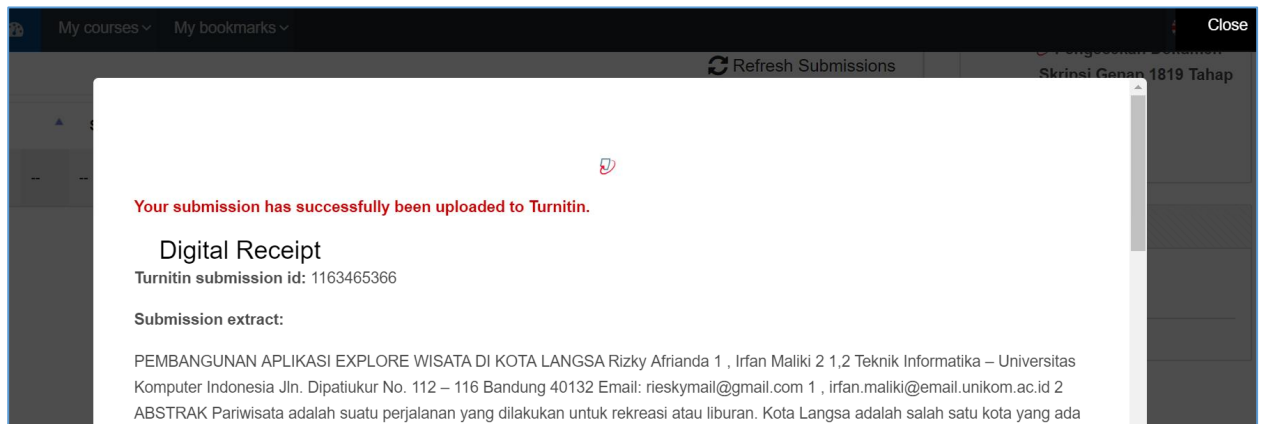 My courses My bookmarks Close
Refresh Submissions
Skripsi Genap 1819 Tahap
-- --
Your submission has successfully been uploaded to Turnitin.
Digital Receipt
Turnitin submission id: 1163465366
Submission extract:
PEMBANGUNAN APLIKASI EXPLORE WISATA DI KOTA LANGSA Rizky Afrianda 1 , Irfan Maliki 2 1,2 Teknik Informatika – Universitas
Komputer Indonesia Jln. Dipatiukur No. 112 – 116 Bandung 40132 Email: rieskymail@gmail.com 1 , irfan.maliki@email.unikom.ac.id 2
ABSTRAK Pariwisata adalah suatu perjalanan yang dilakukan untuk rekreasi atau liburan. Kota Langsa adalah salah satu kota yang ada